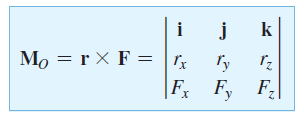 i j k
M_O = r × F = | r_x r_y r_z |
F_x F_y F_z